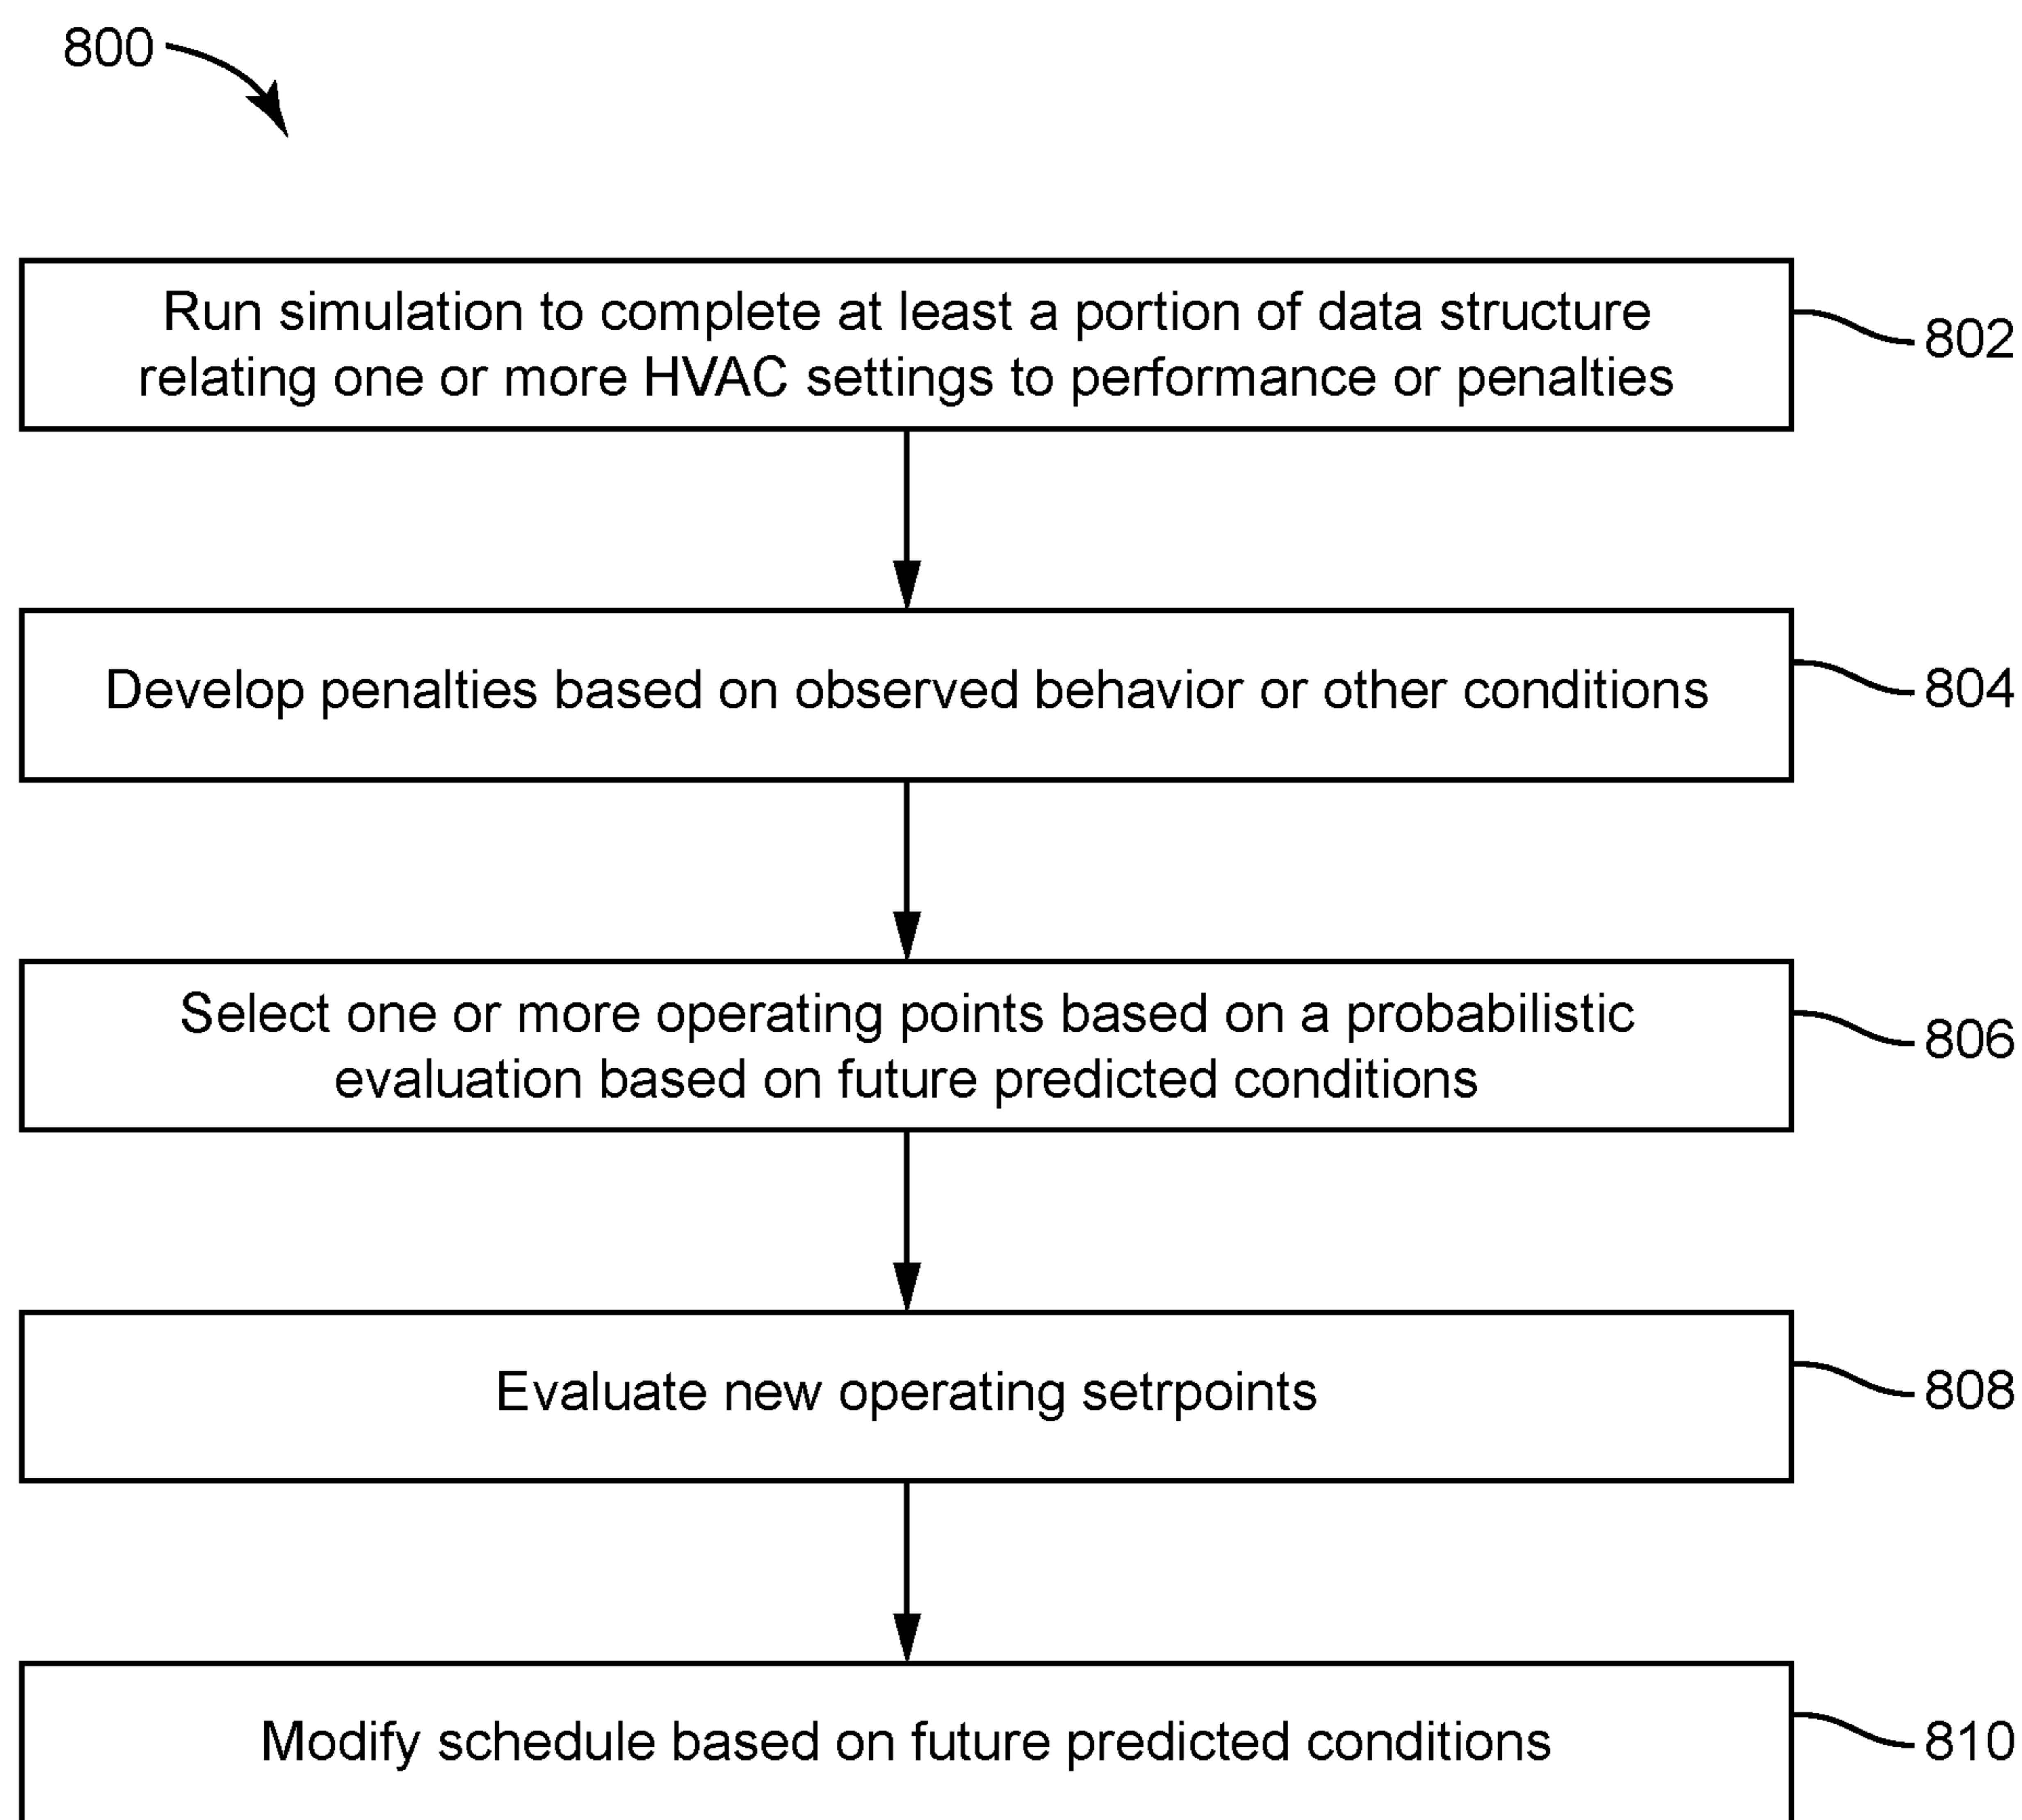 800
Run simulation to complete at least a portion of data structure
relating one or more HVAC settings to performance or penalties
802
Develop penalties based on observed behavior or other conditions
804
Select one or more operating points based on a probabilistic
evaluation based on future predicted conditions
806
Evaluate new operating setrpoints
808
Modify schedule based on future predicted conditions
810